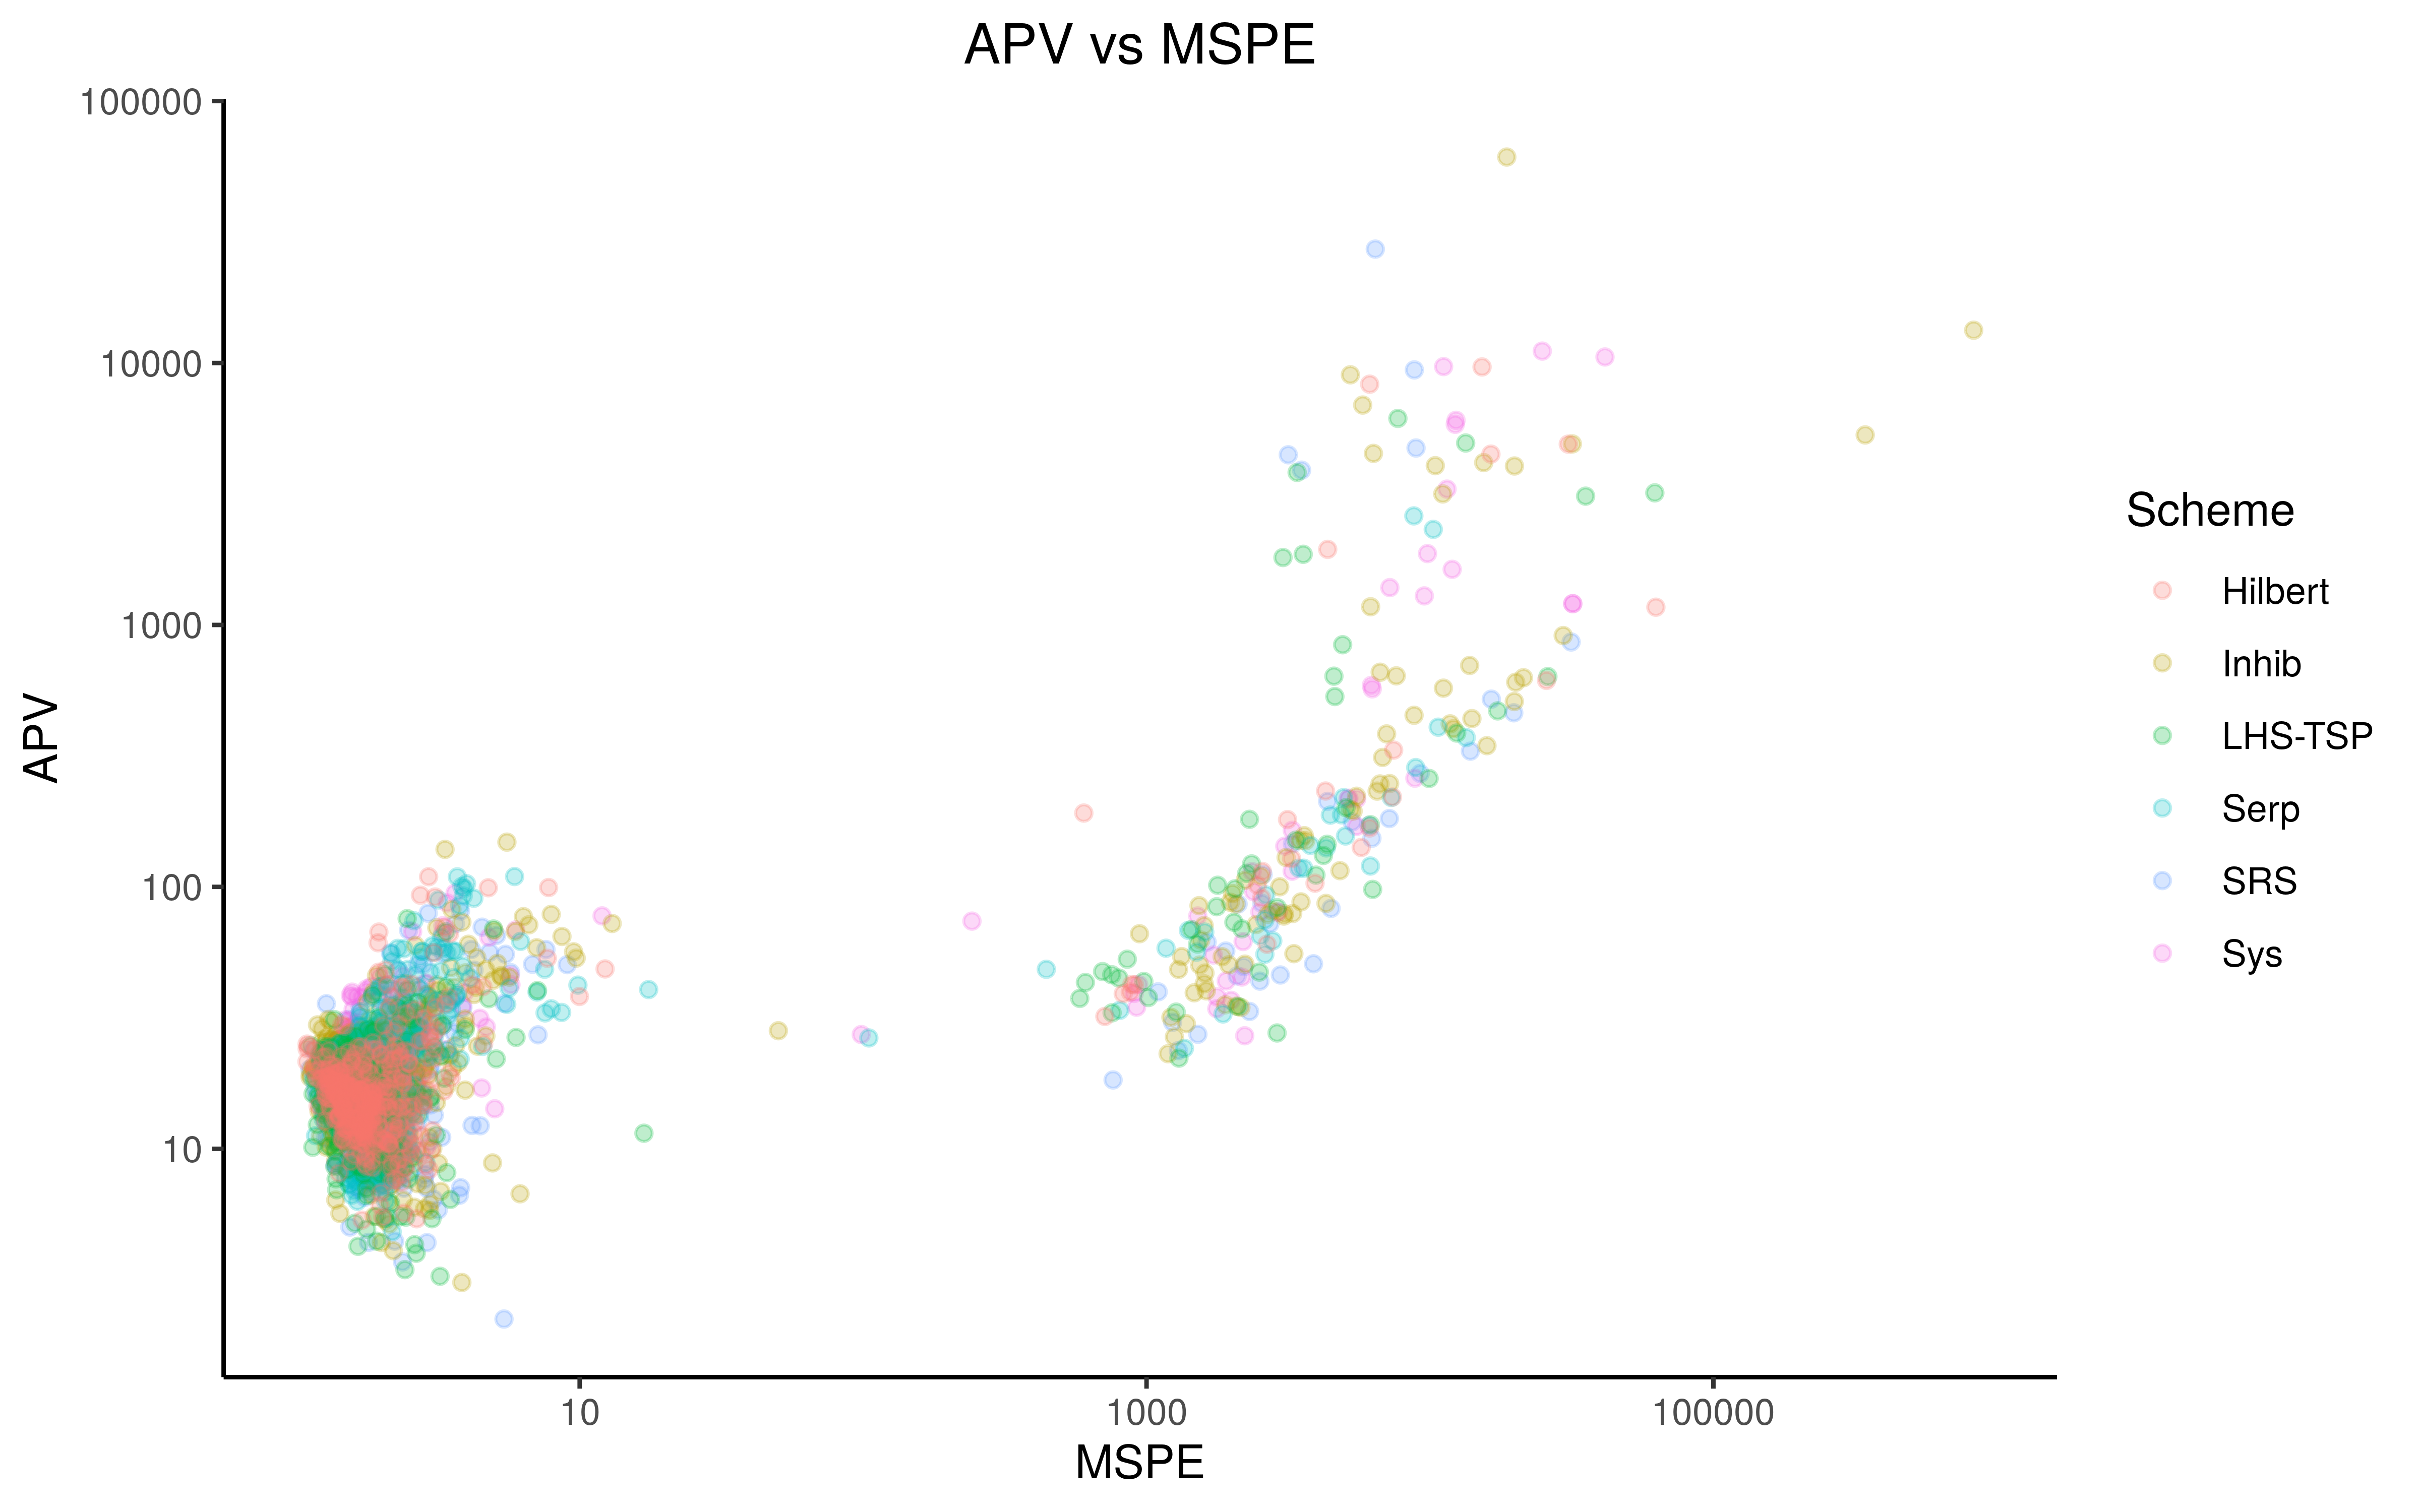 APV vs MSPE
100000
10000
1000
100
10
APV
10 1000 100000
MSPE
Scheme
Hilbert
Inhib
LHS-TSP
Serp
SRS
Sys